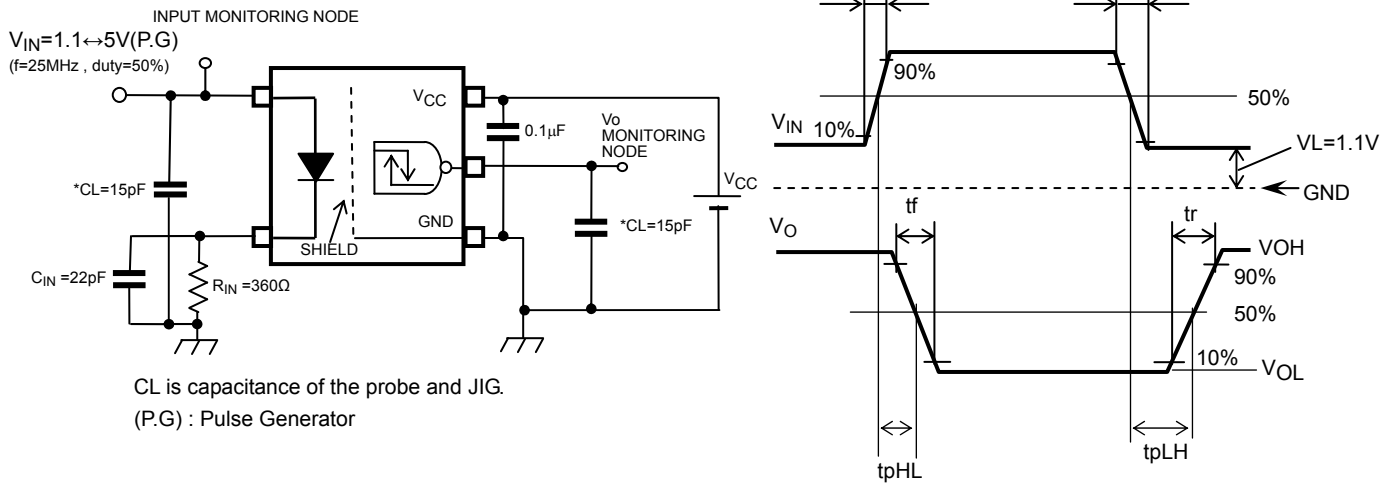 INPUT MONITORING NODE
VIN=1.1↔5V(P.G)
(f=25MHz , duty=50%)
VCC
0.1μF
Vo
MONITORING
NODE
*CL=15pF
VCC
GND
SHIELD
*CL=15pF
CIN =22pF
RIN =360Ω
CL is capacitance of the probe and JIG.
(P.G) : Pulse Generator
90%
50%
VIN 10%
VL=1.1V
GND
tf
tr
VO
VOH
90%
50%
10%
VOL
tpHL
tpLH